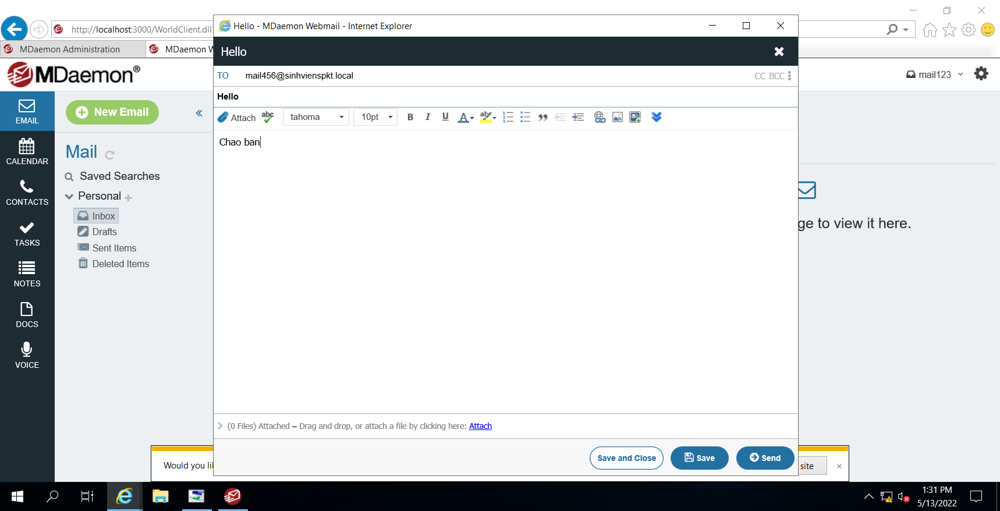 Hello - MDaemon Webmail - Internet Explorer
http://localhost:3000/WorldClient.dll
MDaemon Administration
MDaemon W
Hello
MDaemon®
TO mail456@sinhvienspkt.local CC BCC
mail123
Hello
EMAIL
New Email
Attach abc tahoma 10pt B I U A ab
Chao ban
CALENDAR
Mail
Saved Searches
CONTACTS
Personal
Inbox
Drafts
ge to view it here.
TASKS
Sent Items
Deleted Items
NOTES
DOCS
VOICE
(0 Files) Attached – Drag and drop, or attach a file by clicking here: Attach
Save and Close Save Send
Would you li
site
1:31 PM
5/13/2022